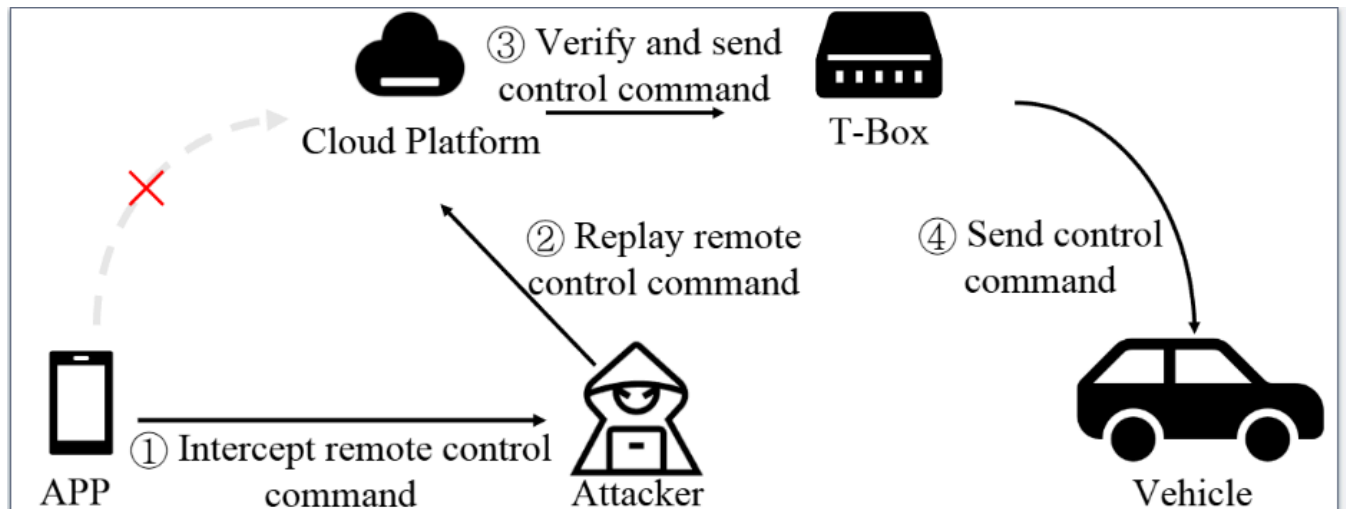 ③ Verify and send
control command
Cloud Platform
T-Box
② Replay remote
control command
④ Send control
command
① Intercept remote control
command
APP
Attacker
Vehicle